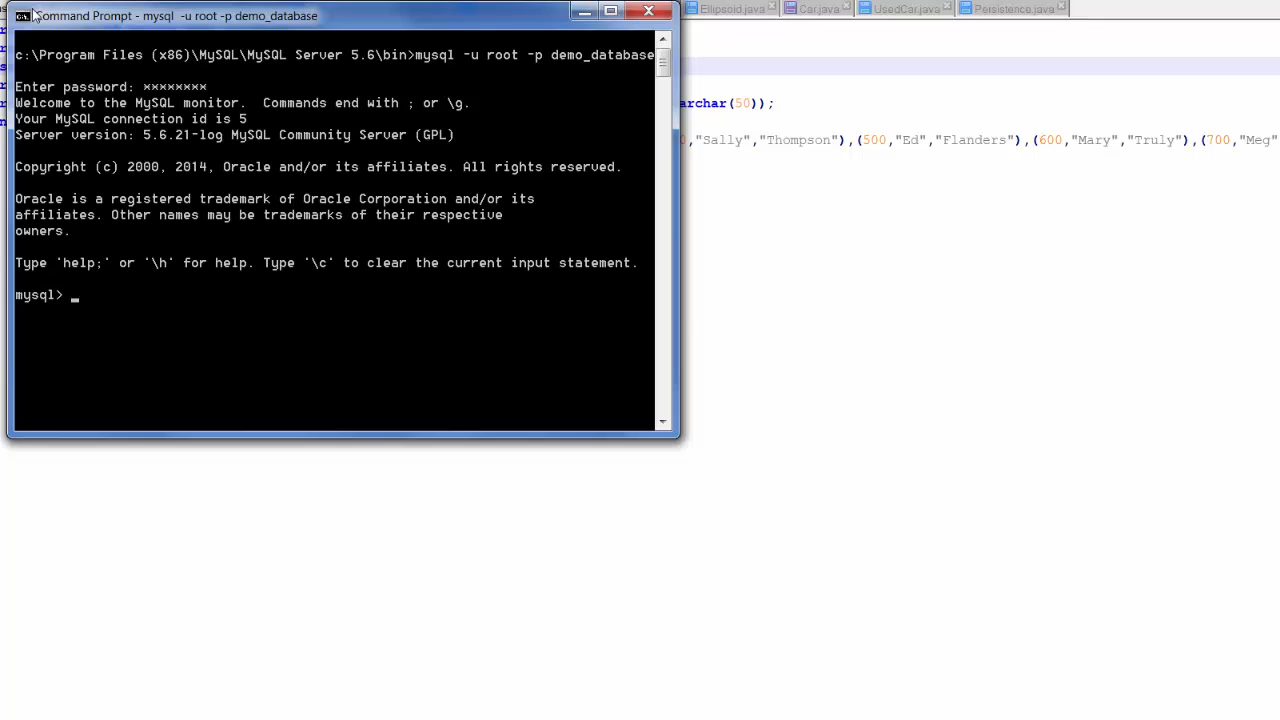 Command Prompt - mysql -u root -p demo_database
Ellipsoid.java Car.java UsedCar.java Persistence.java
c:\Program Files (x86)\MySQL\MySQL Server 5.6\bin>mysql -u root -p demo_database
Enter password: ********
Welcome to the MySQL monitor.  Commands end with ; or \g.
archar(50));
Your MySQL connection id is 5
Server version: 5.6.21-log MySQL Community Server (GPL)
0,"Sally","Thompson"),(500,"Ed","Flanders"),(600,"Mary","Truly"),(700,"Meg"
Copyright (c) 2000, 2014, Oracle and/or its affiliates. All rights reserved.
Oracle is a registered trademark of Oracle Corporation and/or its
affiliates. Other names may be trademarks of their respective
owners.
Type 'help;' or '\h' for help. Type '\c' to clear the current input statement.
mysql> _